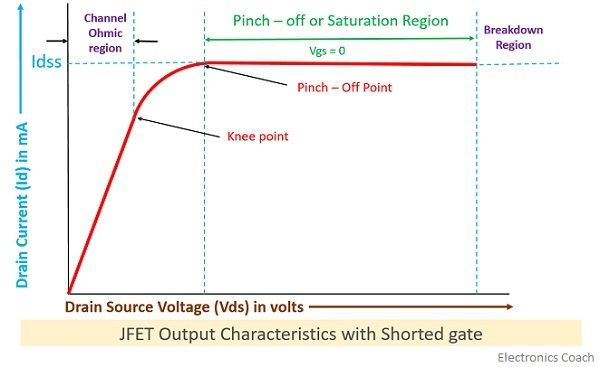 Channel
Ohmic
region
Pinch – off or Saturation Region
Vgs = 0
Breakdown
Region
Idss
Pinch – Off Point
Knee point
Drain Current (Id) in mA
Drain Source Voltage (Vds) in volts
JFET Output Characteristics with Shorted gate
Electronics Coach